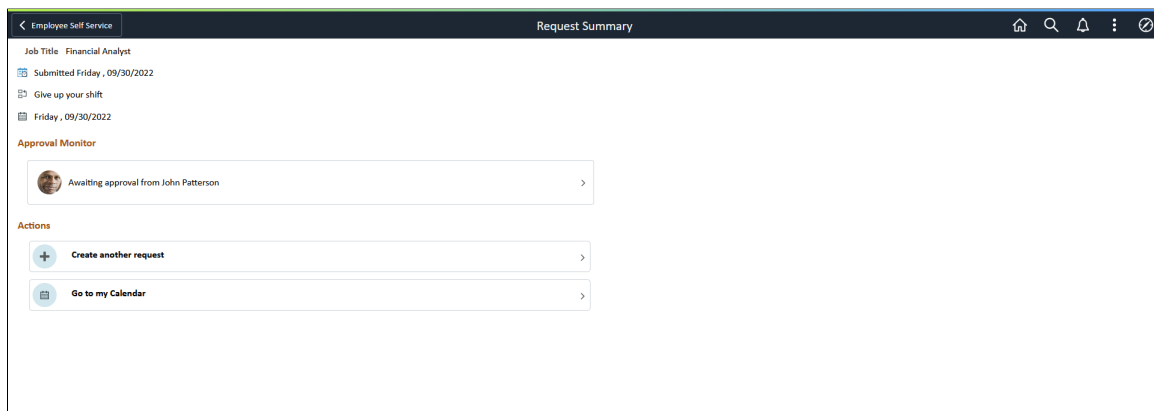 Employee Self Service
Request Summary
Job Title Financial Analyst
Submitted Friday , 09/30/2022
Give up your shift
Friday , 09/30/2022
Approval Monitor
Awaiting approval from John Patterson
Actions
Create another request
Go to my Calendar